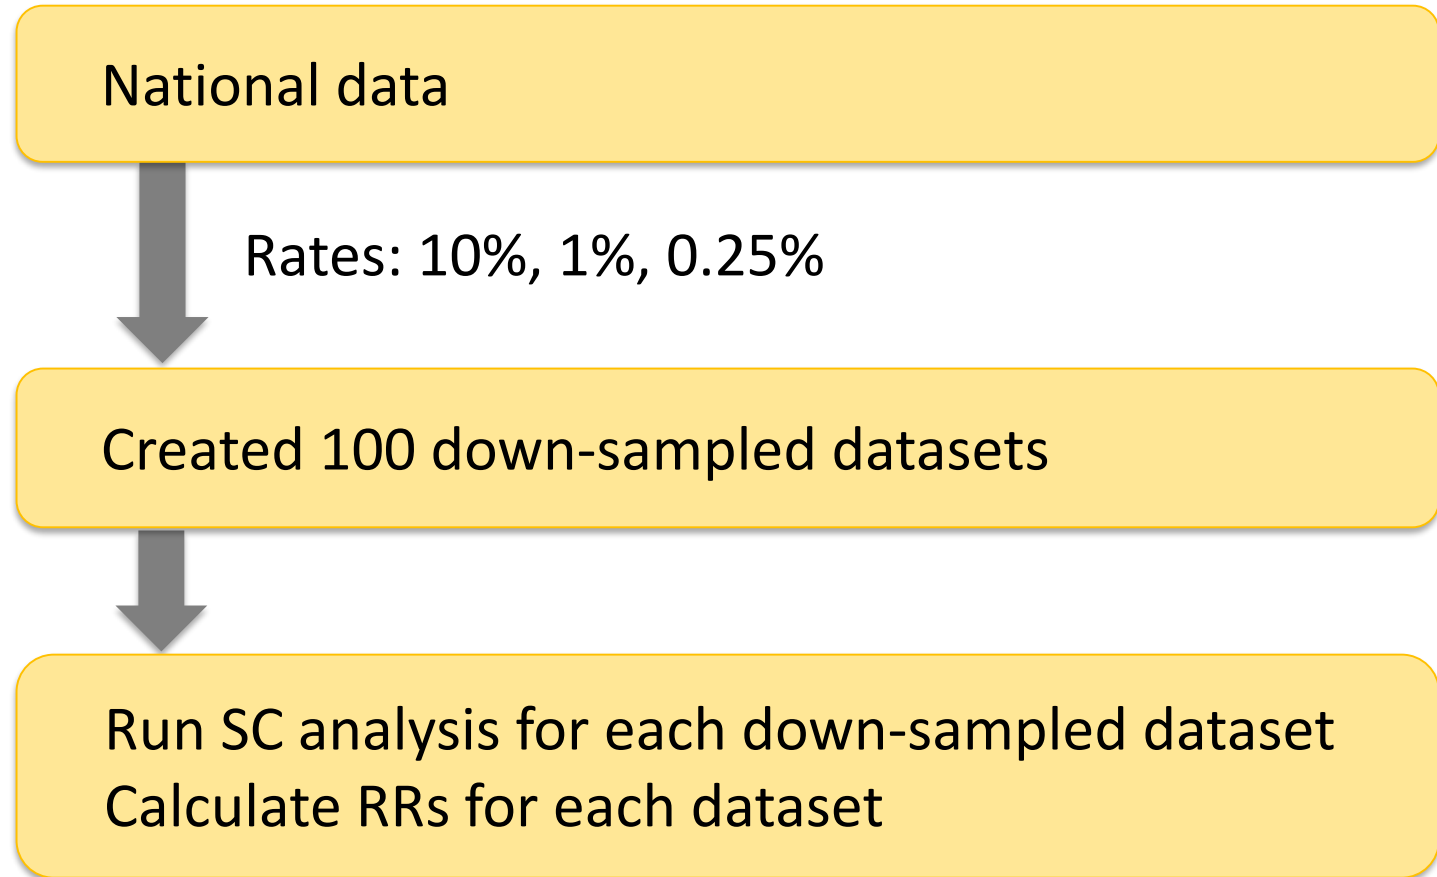 National data
Rates: 10%, 1%, 0.25%
Created 100 down-sampled datasets
Run SC analysis for each down-sampled dataset
Calculate RRs for each dataset